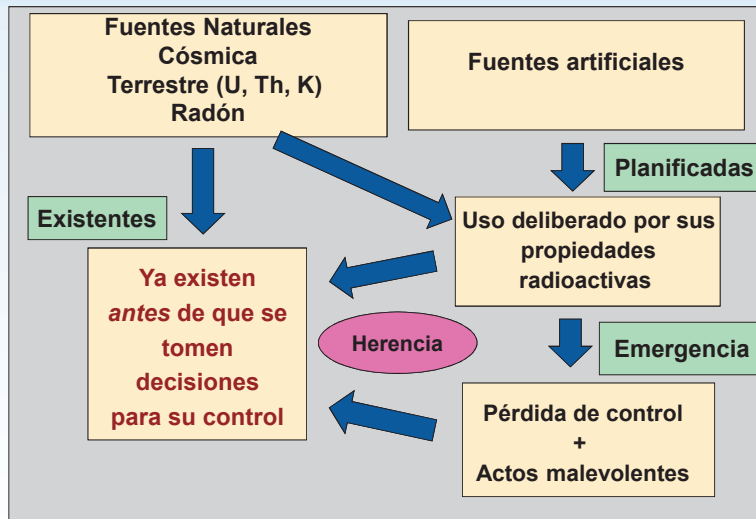 Fuentes Naturales
Cósmica
Terrestre (U, Th, K)
Radón
Fuentes artificiales
Planificadas
Existentes
Uso deliberado por sus
propiedades
radioactivas
Ya existen
antes de que se
tomen
decisiones
para su control
Herencia
Emergencia
Pérdida de control
+
Actos malevolentes